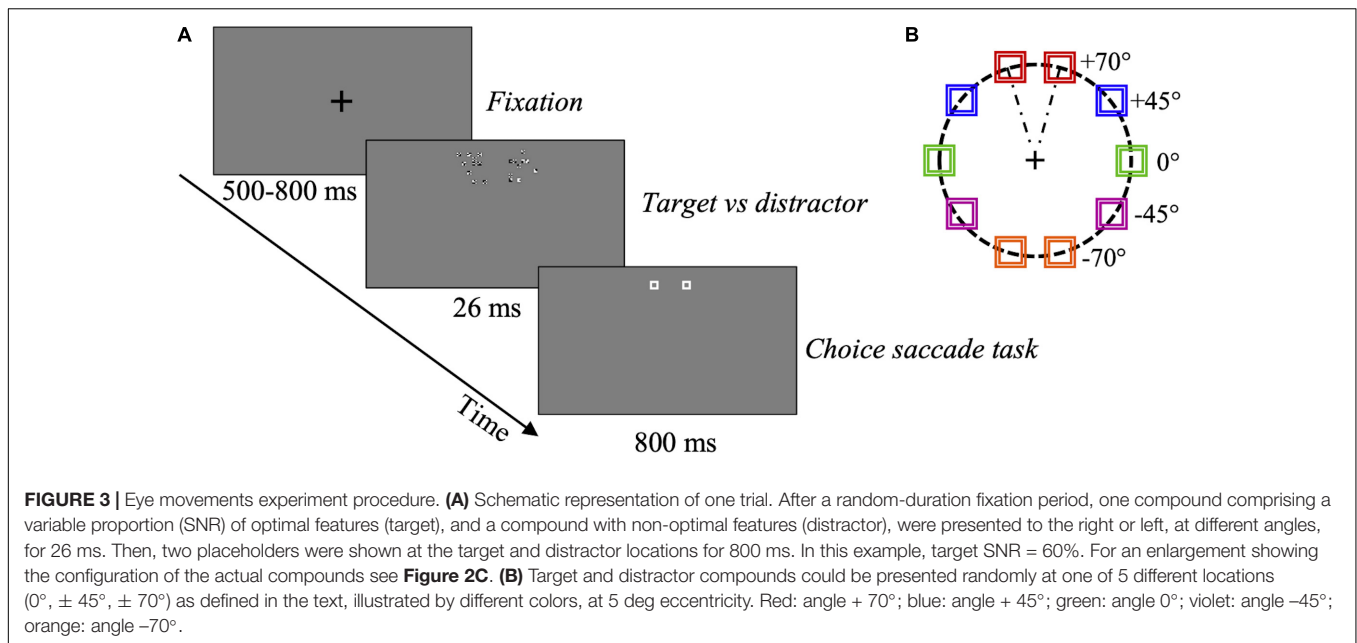 A
Fixation
500-800 ms
Target vs distractor
26 ms
Choice saccade task
Time
800 ms
B
+70°
+45°
0°
-45°
-70°
FIGURE 3 | Eye movements experiment procedure. (A) Schematic representation of one trial. After a random-duration fixation period, one compound comprising a
variable proportion (SNR) of optimal features (target), and a compound with non-optimal features (distractor), were presented to the right or left, at different angles,
for 26 ms. Then, two placeholders were shown at the target and distractor locations for 800 ms. In this example, target SNR = 60%. For an enlargement showing
the configuration of the actual compounds see Figure 2C. (B) Target and distractor compounds could be presented randomly at one of 5 different locations
(0°, ± 45°, ± 70°) as defined in the text, illustrated by different colors, at 5 deg eccentricity. Red: angle + 70°; blue: angle + 45°; green: angle 0°; violet: angle –45°;
orange: angle –70°.